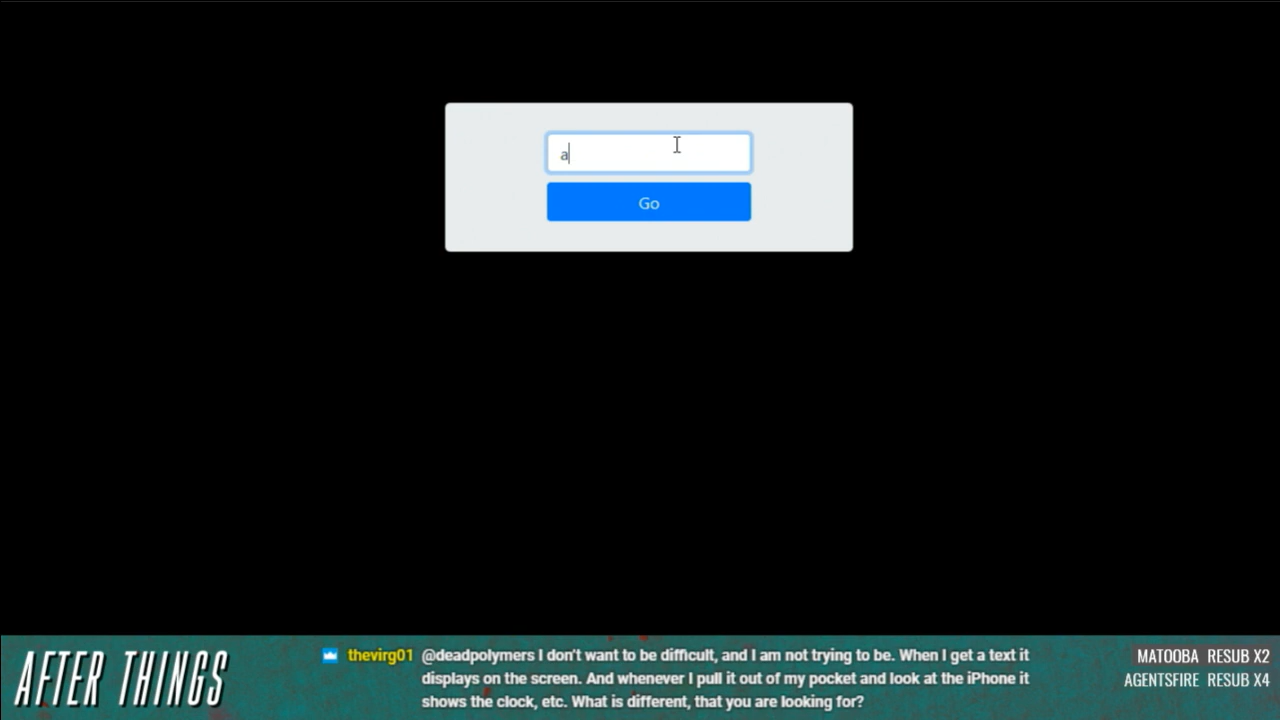 a
Go
AFTER THINGS
thevirg01 @deadpolymers I don't want to be difficult, and I am not trying to be. When I get a text it
displays on the screen. And whenever I pull it out of my pocket and look at the iPhone it
shows the clock, etc. What is different, that you are looking for?
MATOOBA RESUB X2
AGENTSFIRE RESUB X4